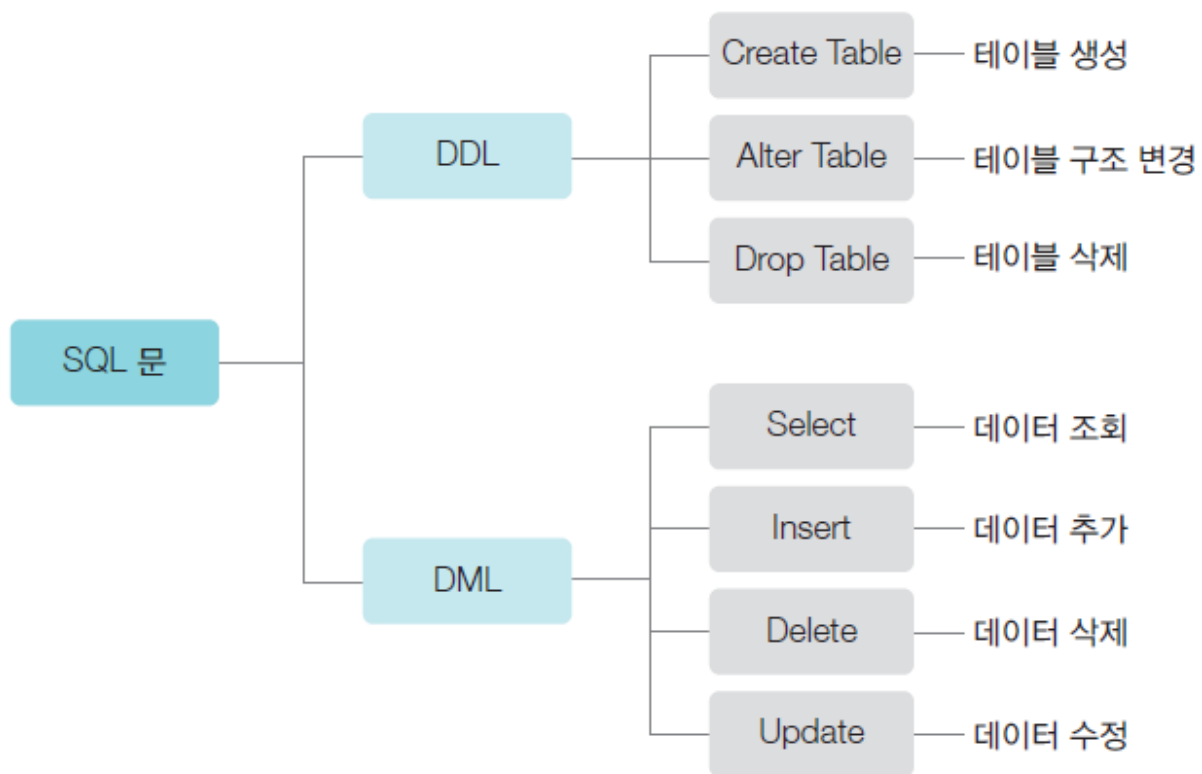 SQL 문
DDL
Create Table 테이블 생성
Alter Table 테이블 구조 변경
Drop Table 테이블 삭제
DML
Select 데이터 조회
Insert 데이터 추가
Delete 데이터 삭제
Update 데이터 수정